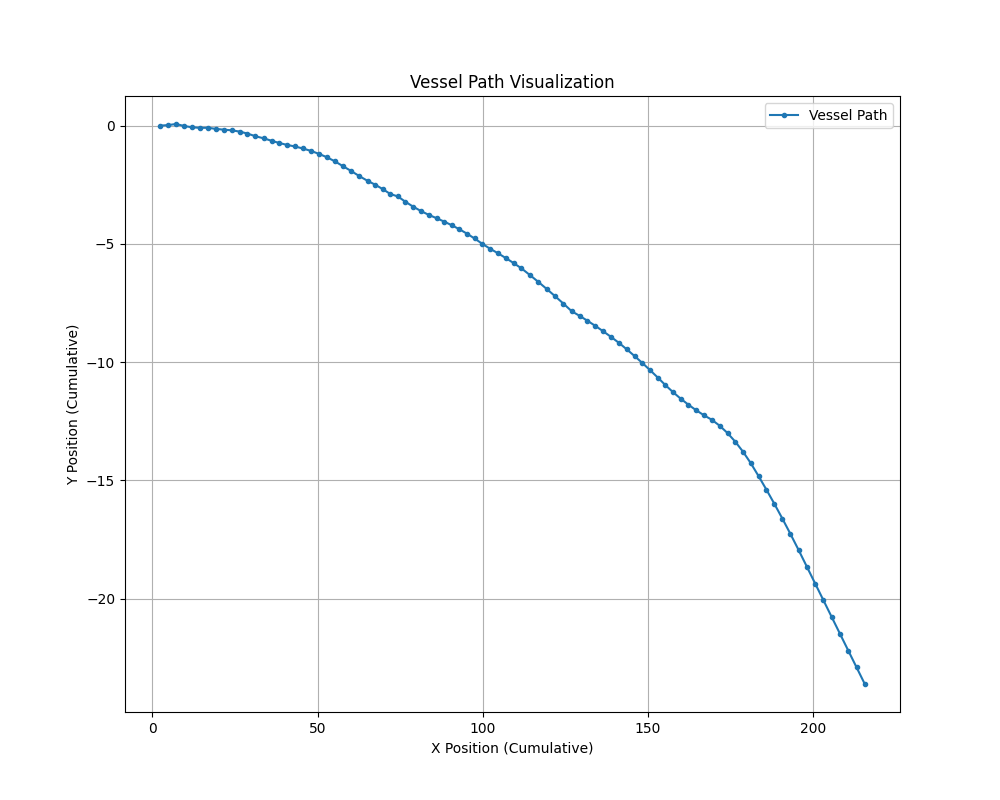 Vessel Path Visualization
Vessel Path
Y Position (Cumulative)
0
−5
−10
−15
−20
0
50
100
150
200
X Position (Cumulative)